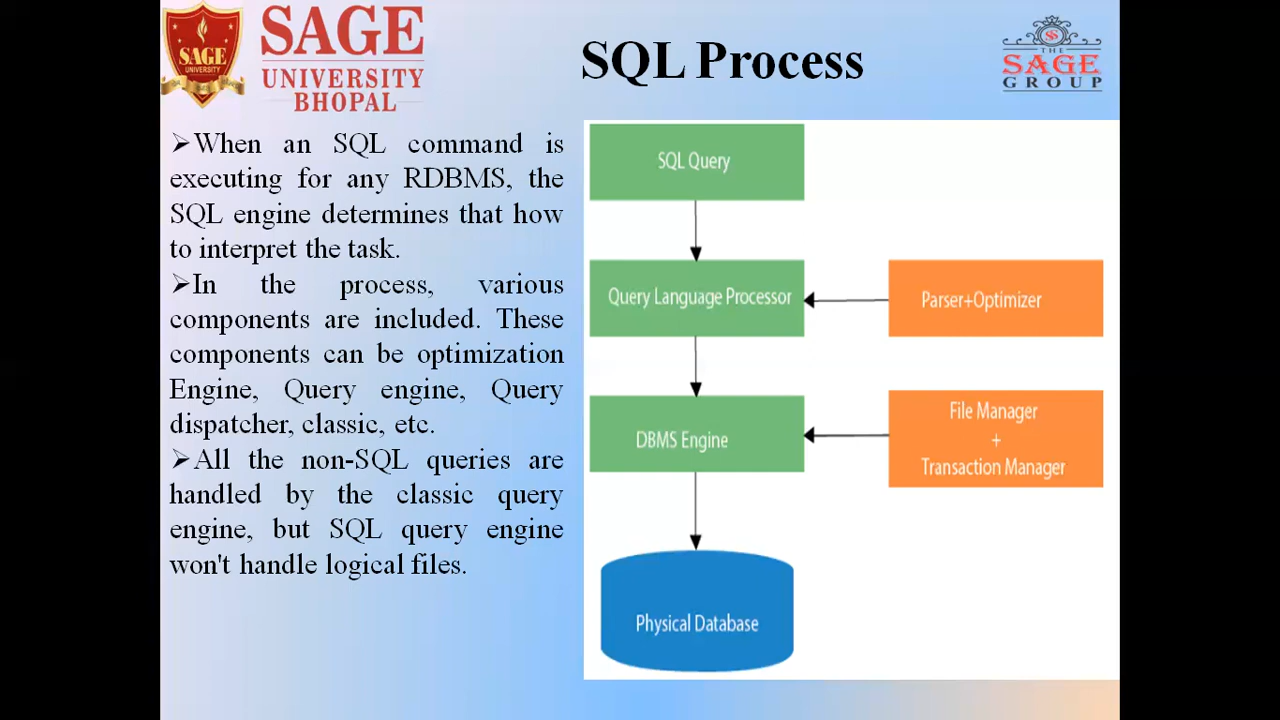 SAGE
UNIVERSITY
SAGE
UNIVERSITY
BHOPAL
SQL Process
THE
SAGE
GROUP
➢When an SQL command is
executing for any RDBMS, the
SQL engine determines that how
to interpret the task.
➢In the process, various
components are included. These
components can be optimization
Engine, Query engine, Query
dispatcher, classic, etc.
➢All the non-SQL queries are
handled by the classic query
engine, but SQL query engine
won't handle logical files.
SQL Query
Query Language Processor
Parser+Optimizer
DBMS Engine
File Manager
+
Transaction Manager
Physical Database